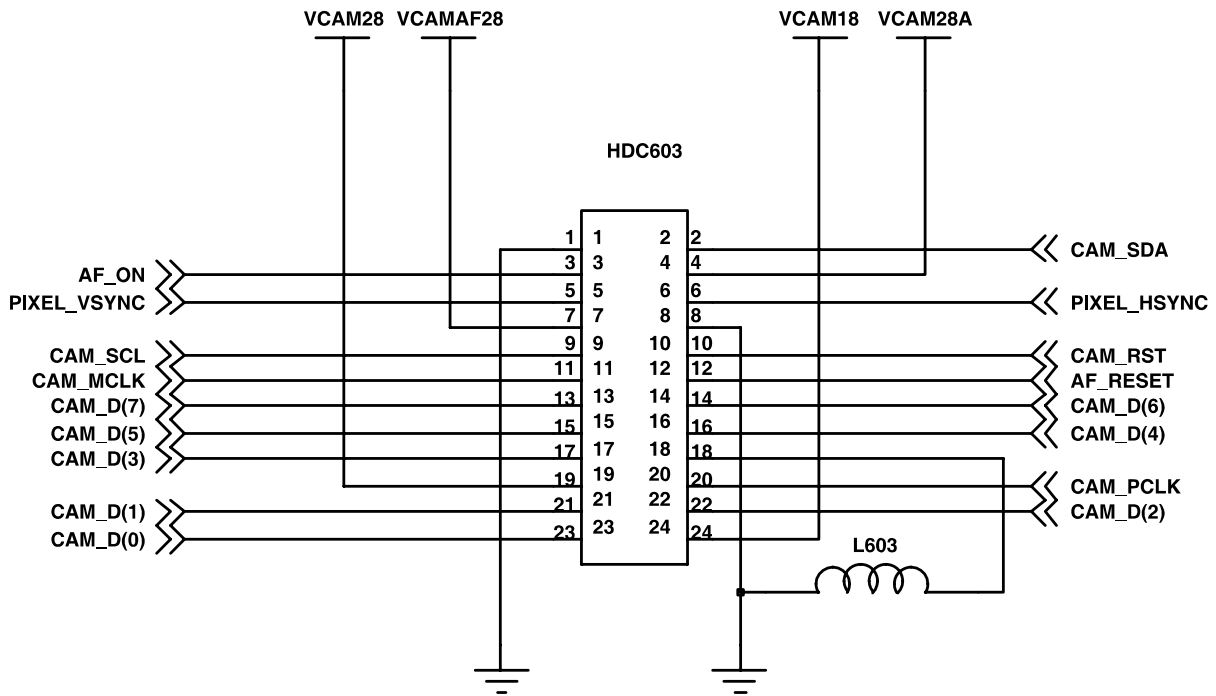 VCAM28 VCAMAF28 VCAM18 VCAM28A
HDC603
1 1 2 2 CAM_SDA
AF_ON 3 3 4 4
PIXEL_VSYNC 5 5 6 6 PIXEL_HSYNC
7 7 8 8
CAM_SCL 9 9 10 10 CAM_RST
CAM_MCLK 11 11 12 12 AF_RESET
CAM_D(7) 13 13 14 14 CAM_D(6)
CAM_D(5) 15 15 16 16 CAM_D(4)
CAM_D(3) 17 17 18 18
19 19 20 20 CAM_PCLK
CAM_D(1) 21 21 22 22 CAM_D(2)
CAM_D(0) 23 23 24 24
L603